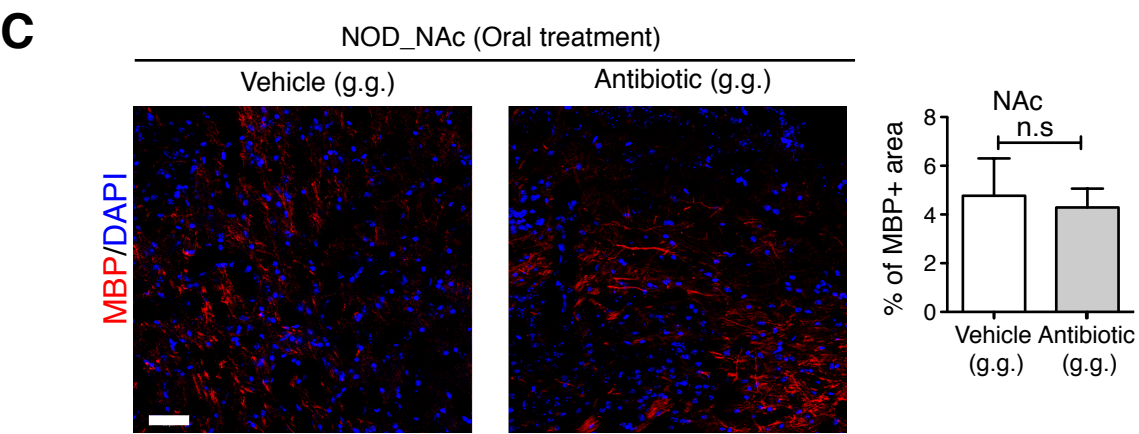 C
NOD_NAc (Oral treatment)
Vehicle (g.g.)
Antibiotic (g.g.)
MBP/DAPI
NAc
n.s
% of MBP+ area
8
6
4
2
0
Vehicle Antibiotic
(g.g.) (g.g.)